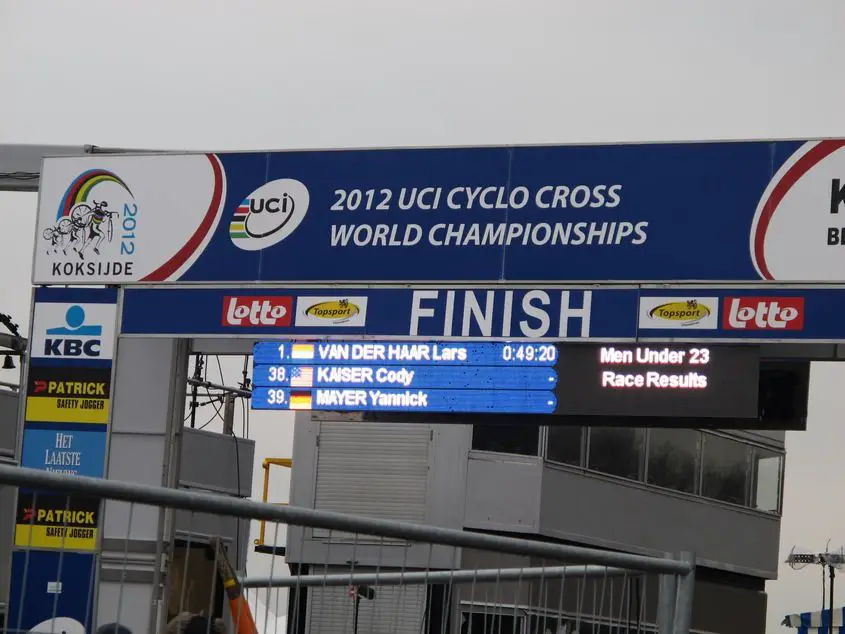 2012
KOKSIJDE
uci
2012 UCI CYCLO CROSS
WORLD CHAMPIONSHIPS
Lotto
Topsport
FINISH
Topsport
Lotto
KBC
PATRICK
SAFETY JOGGER
HET
LAATSTE
PATRICK
SAFETY JOGGER
1. VAN DER HAAR Lars 0:49:20
38. KAISER Cody -
39. MAYER Yannick -
Men Under 23
Race Results